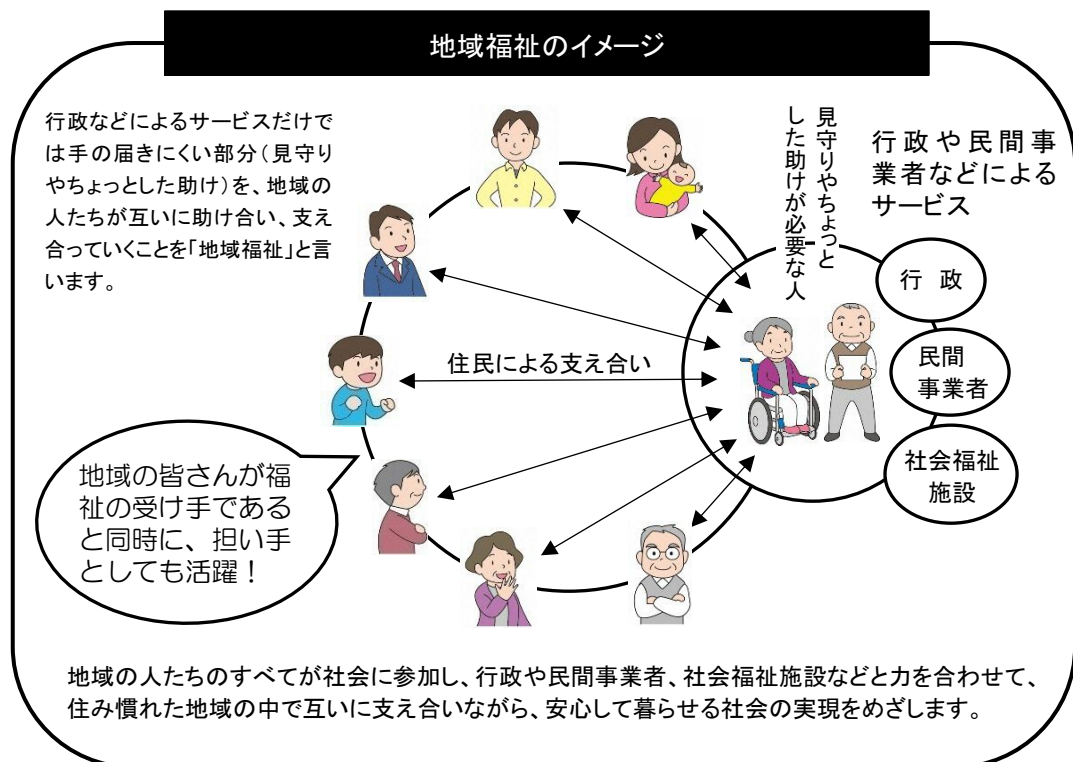 地域福祉のイメージ
行政などによるサービスだけで
は手の届きにくい部分(見守り
やちょっとした助け)を、地域の
人たちが互いに助け合い、支え
合っていくことを「地域福祉」と言
います。
見守りやちょっと
した助けが必要な人
行政や民間事
業者などによる
サービス
行 政
民間
事業者
社会福祉
施設
住民による支え合い
地域の皆さんが福
祉の受け手である
と同時に、担い手
としても活躍!
地域の人たちのすべてが社会に参加し、行政や民間事業者、社会福祉施設などと力を合わせて、
住み慣れた地域の中で互いに支え合いながら、安心して暮らせる社会の実現をめざします。